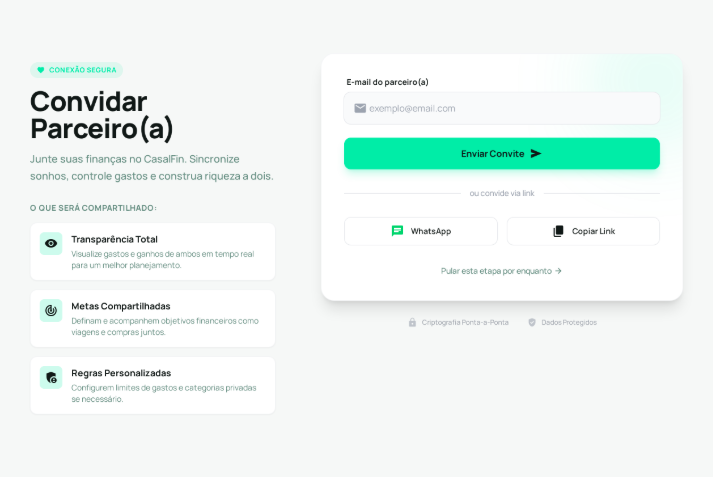 CONEXÃO SEGURA
Convidar
Parceiro(a)
Junte suas finanças no CasalFin. Sincronize
sonhos, controle gastos e construa riqueza a dois.
O QUE SERÁ COMPARTILHADO:
Transparência Total
Visualize gastos e ganhos de ambos em tempo real
para um melhor planejamento.
Metas Compartilhadas
Definam e acompanhem objetivos financeiros como
viagens e compras juntos.
Regras Personalizadas
Configurem limites de gastos e categorias privadas
se necessário.
E-mail do parceiro(a)
exemplo@email.com
Enviar Convite
ou convide via link
WhatsApp
Copiar Link
Pular esta etapa por enquanto →
Criptografia Ponta-a-Ponta
Dados Protegidos